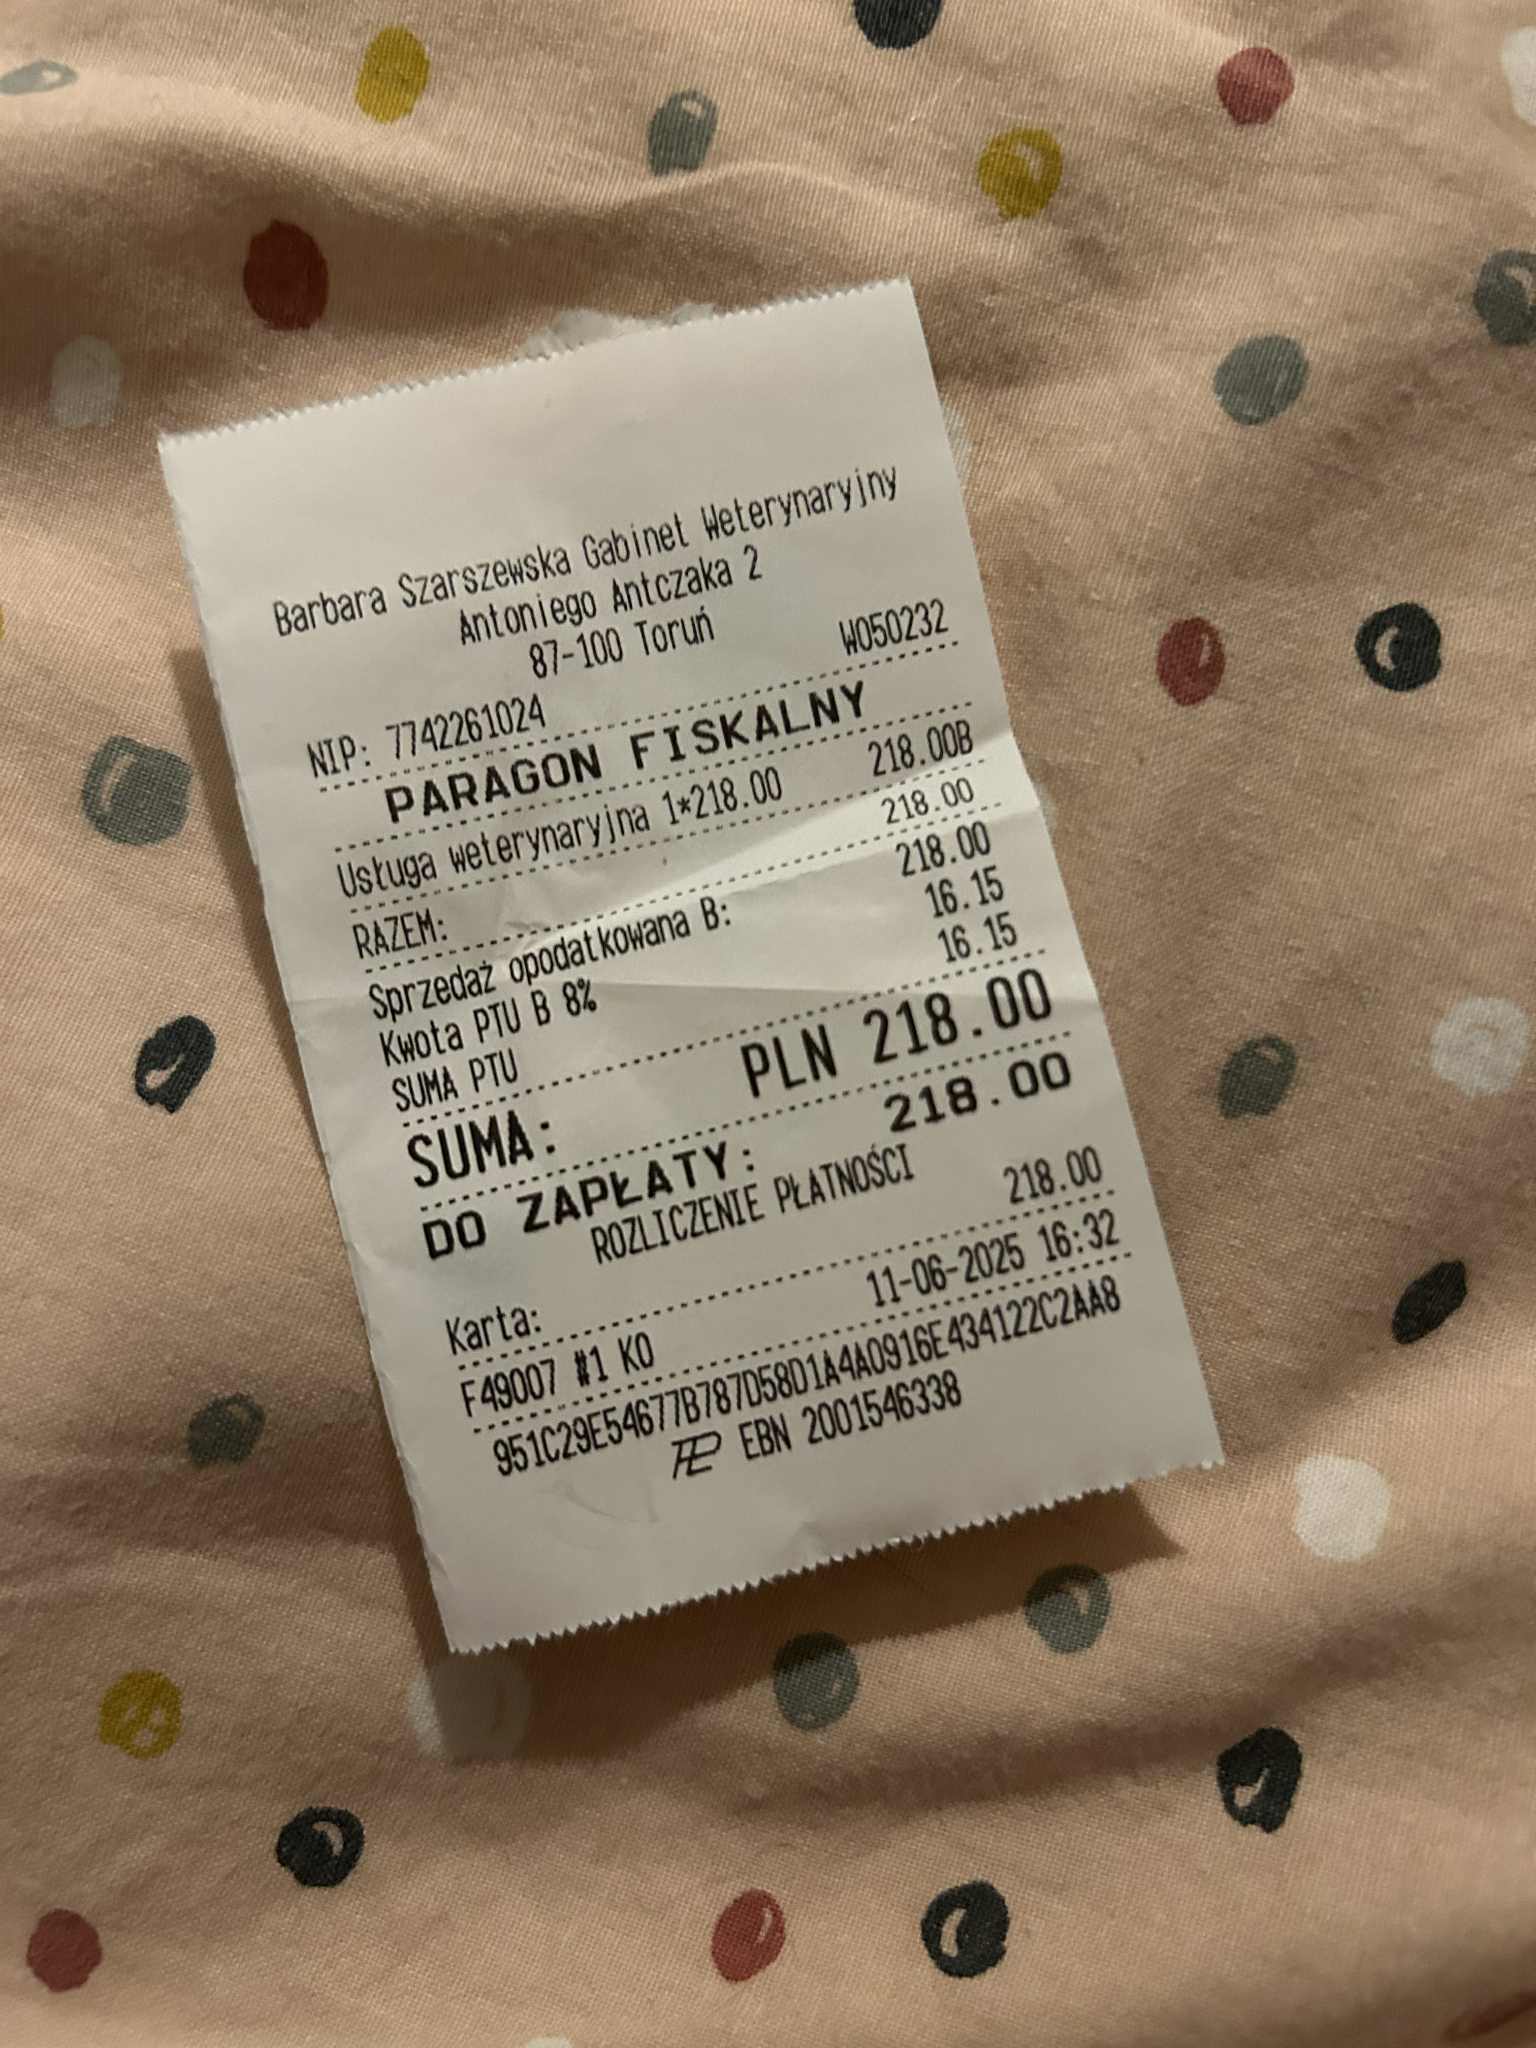 Barbara Szarszewska Gabinet Weterynaryjny
Antoniego Antczaka 2
87-100 Toruń
NIP: 7742261024 W050232
PARAGON FISKALNY
Usługa weterynaryjna 1*218.00 218.00B
RAZEM: 218.00
Sprzedaż opodatkowana B: 218.00
Kwota PTU B 8% 16.15
SUMA PTU 16.15
SUMA: PLN 218.00
DO ZAPŁATY: 218.00
ROZLICZENIE PŁATNOŚCI
Karta: 218.00
F49007 #1 KO 11-06-2025 16:32
951C29E54677B787D58D1A4A0916E434122C2AA8
EBN 2001546338